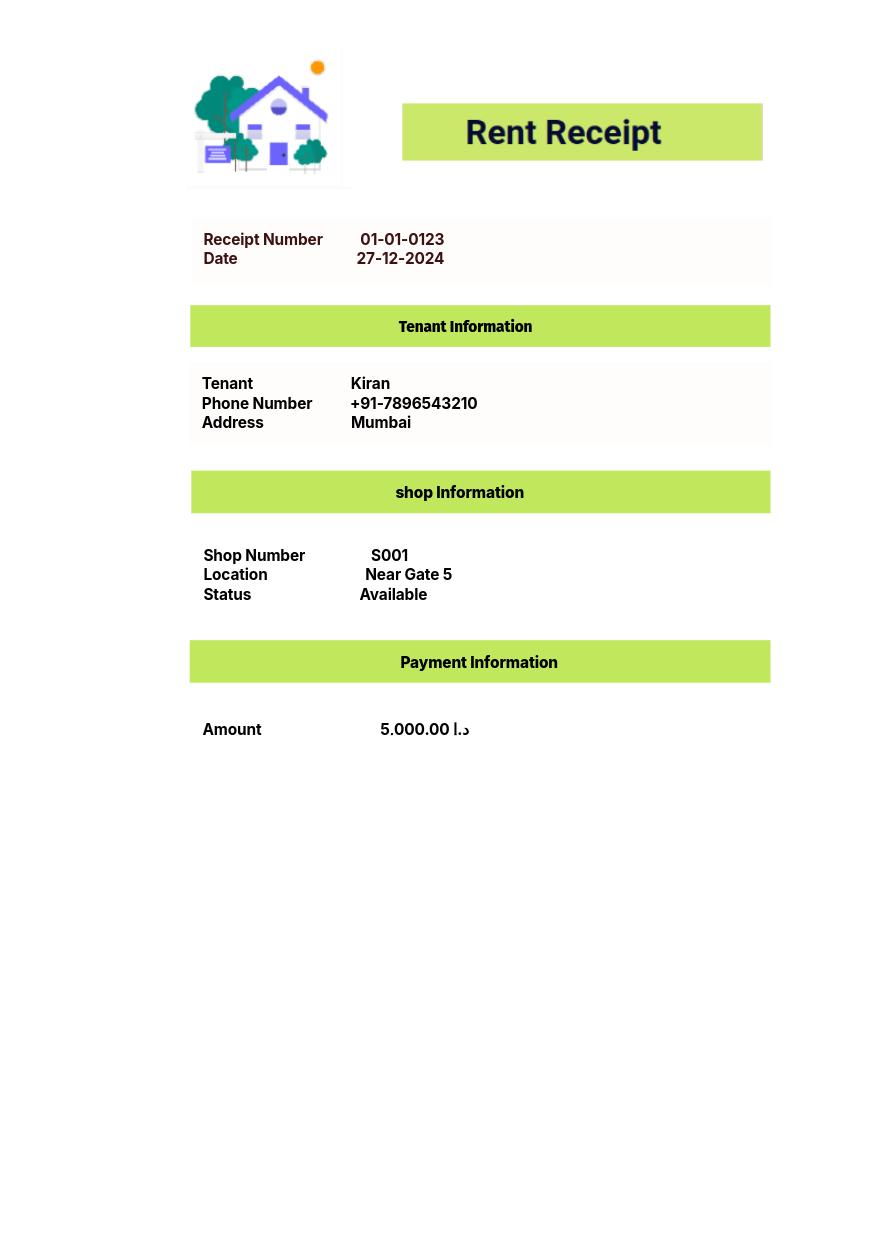 Rent Receipt
Receipt Number 01-01-0123
Date 27-12-2024
Tenant Information
Tenant Kiran
Phone Number +91-7896543210
Address Mumbai
shop Information
Shop Number S001
Location Near Gate 5
Status Available
Payment Information
Amount 5,000.00 د.ا